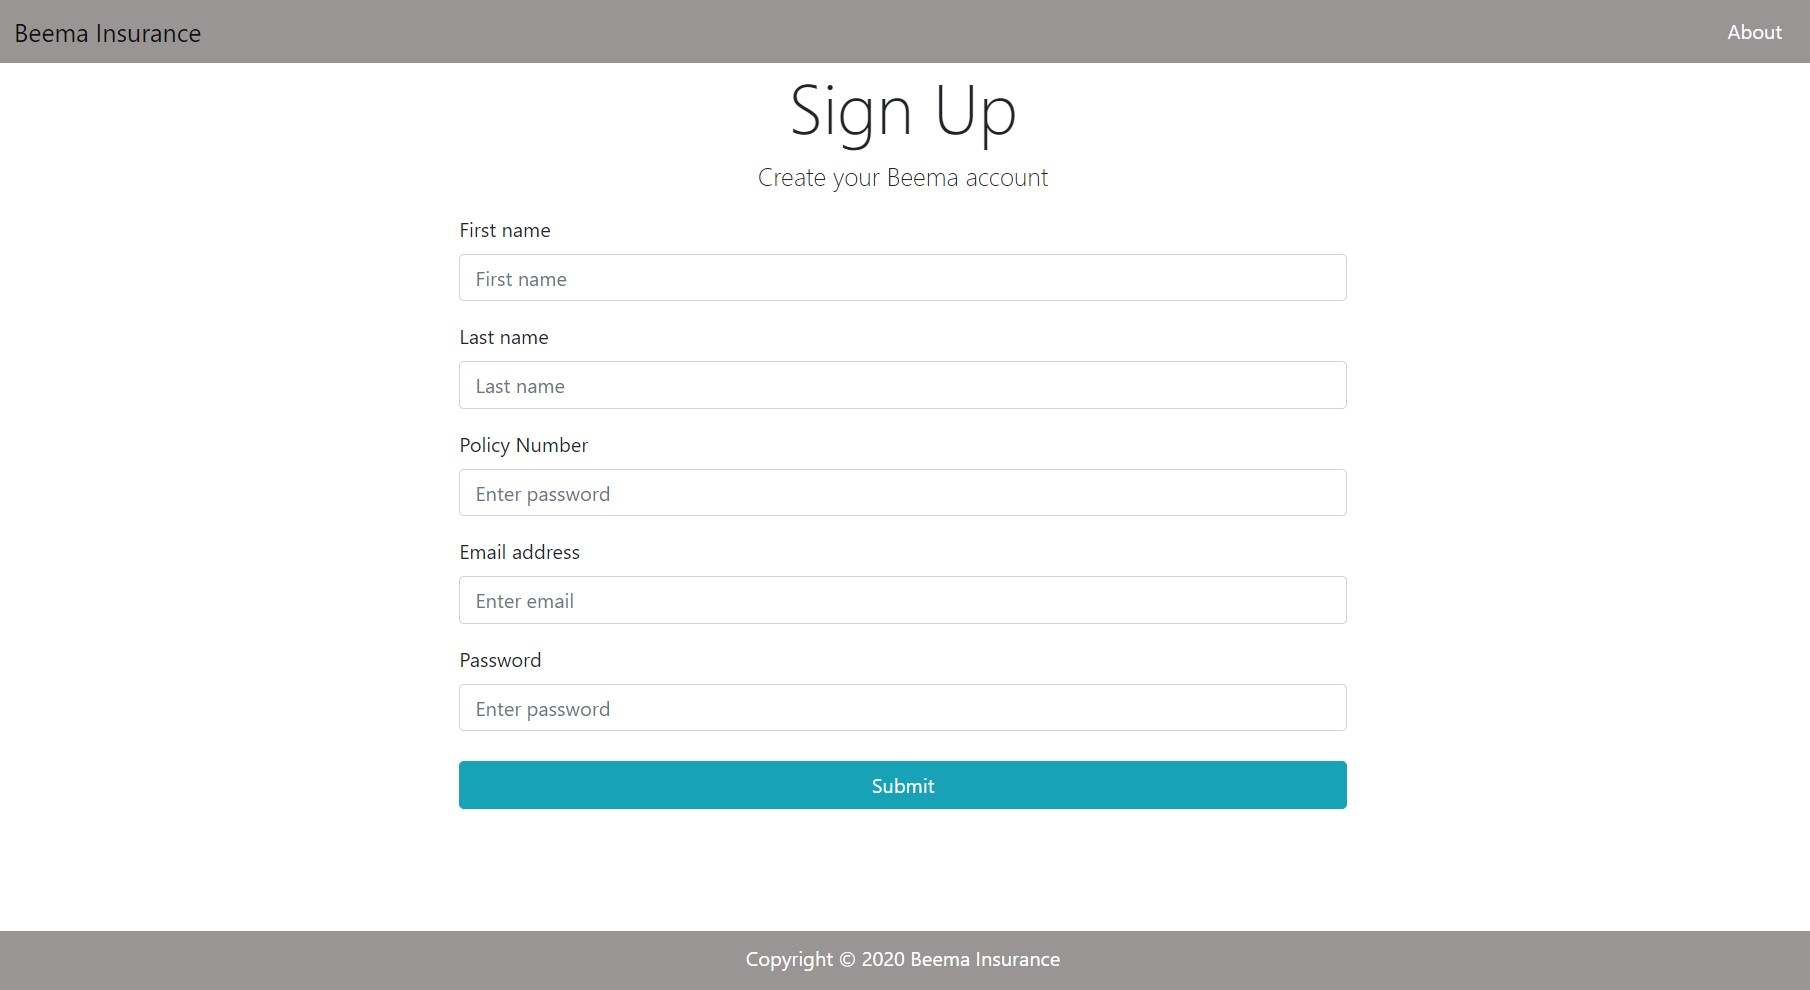 Beema Insurance
About
Sign Up
Create your Beema account
First name
First name
Last name
Last name
Policy Number
Enter password
Email address
Enter email
Password
Enter password
Submit
Copyright © 2020 Beema Insurance